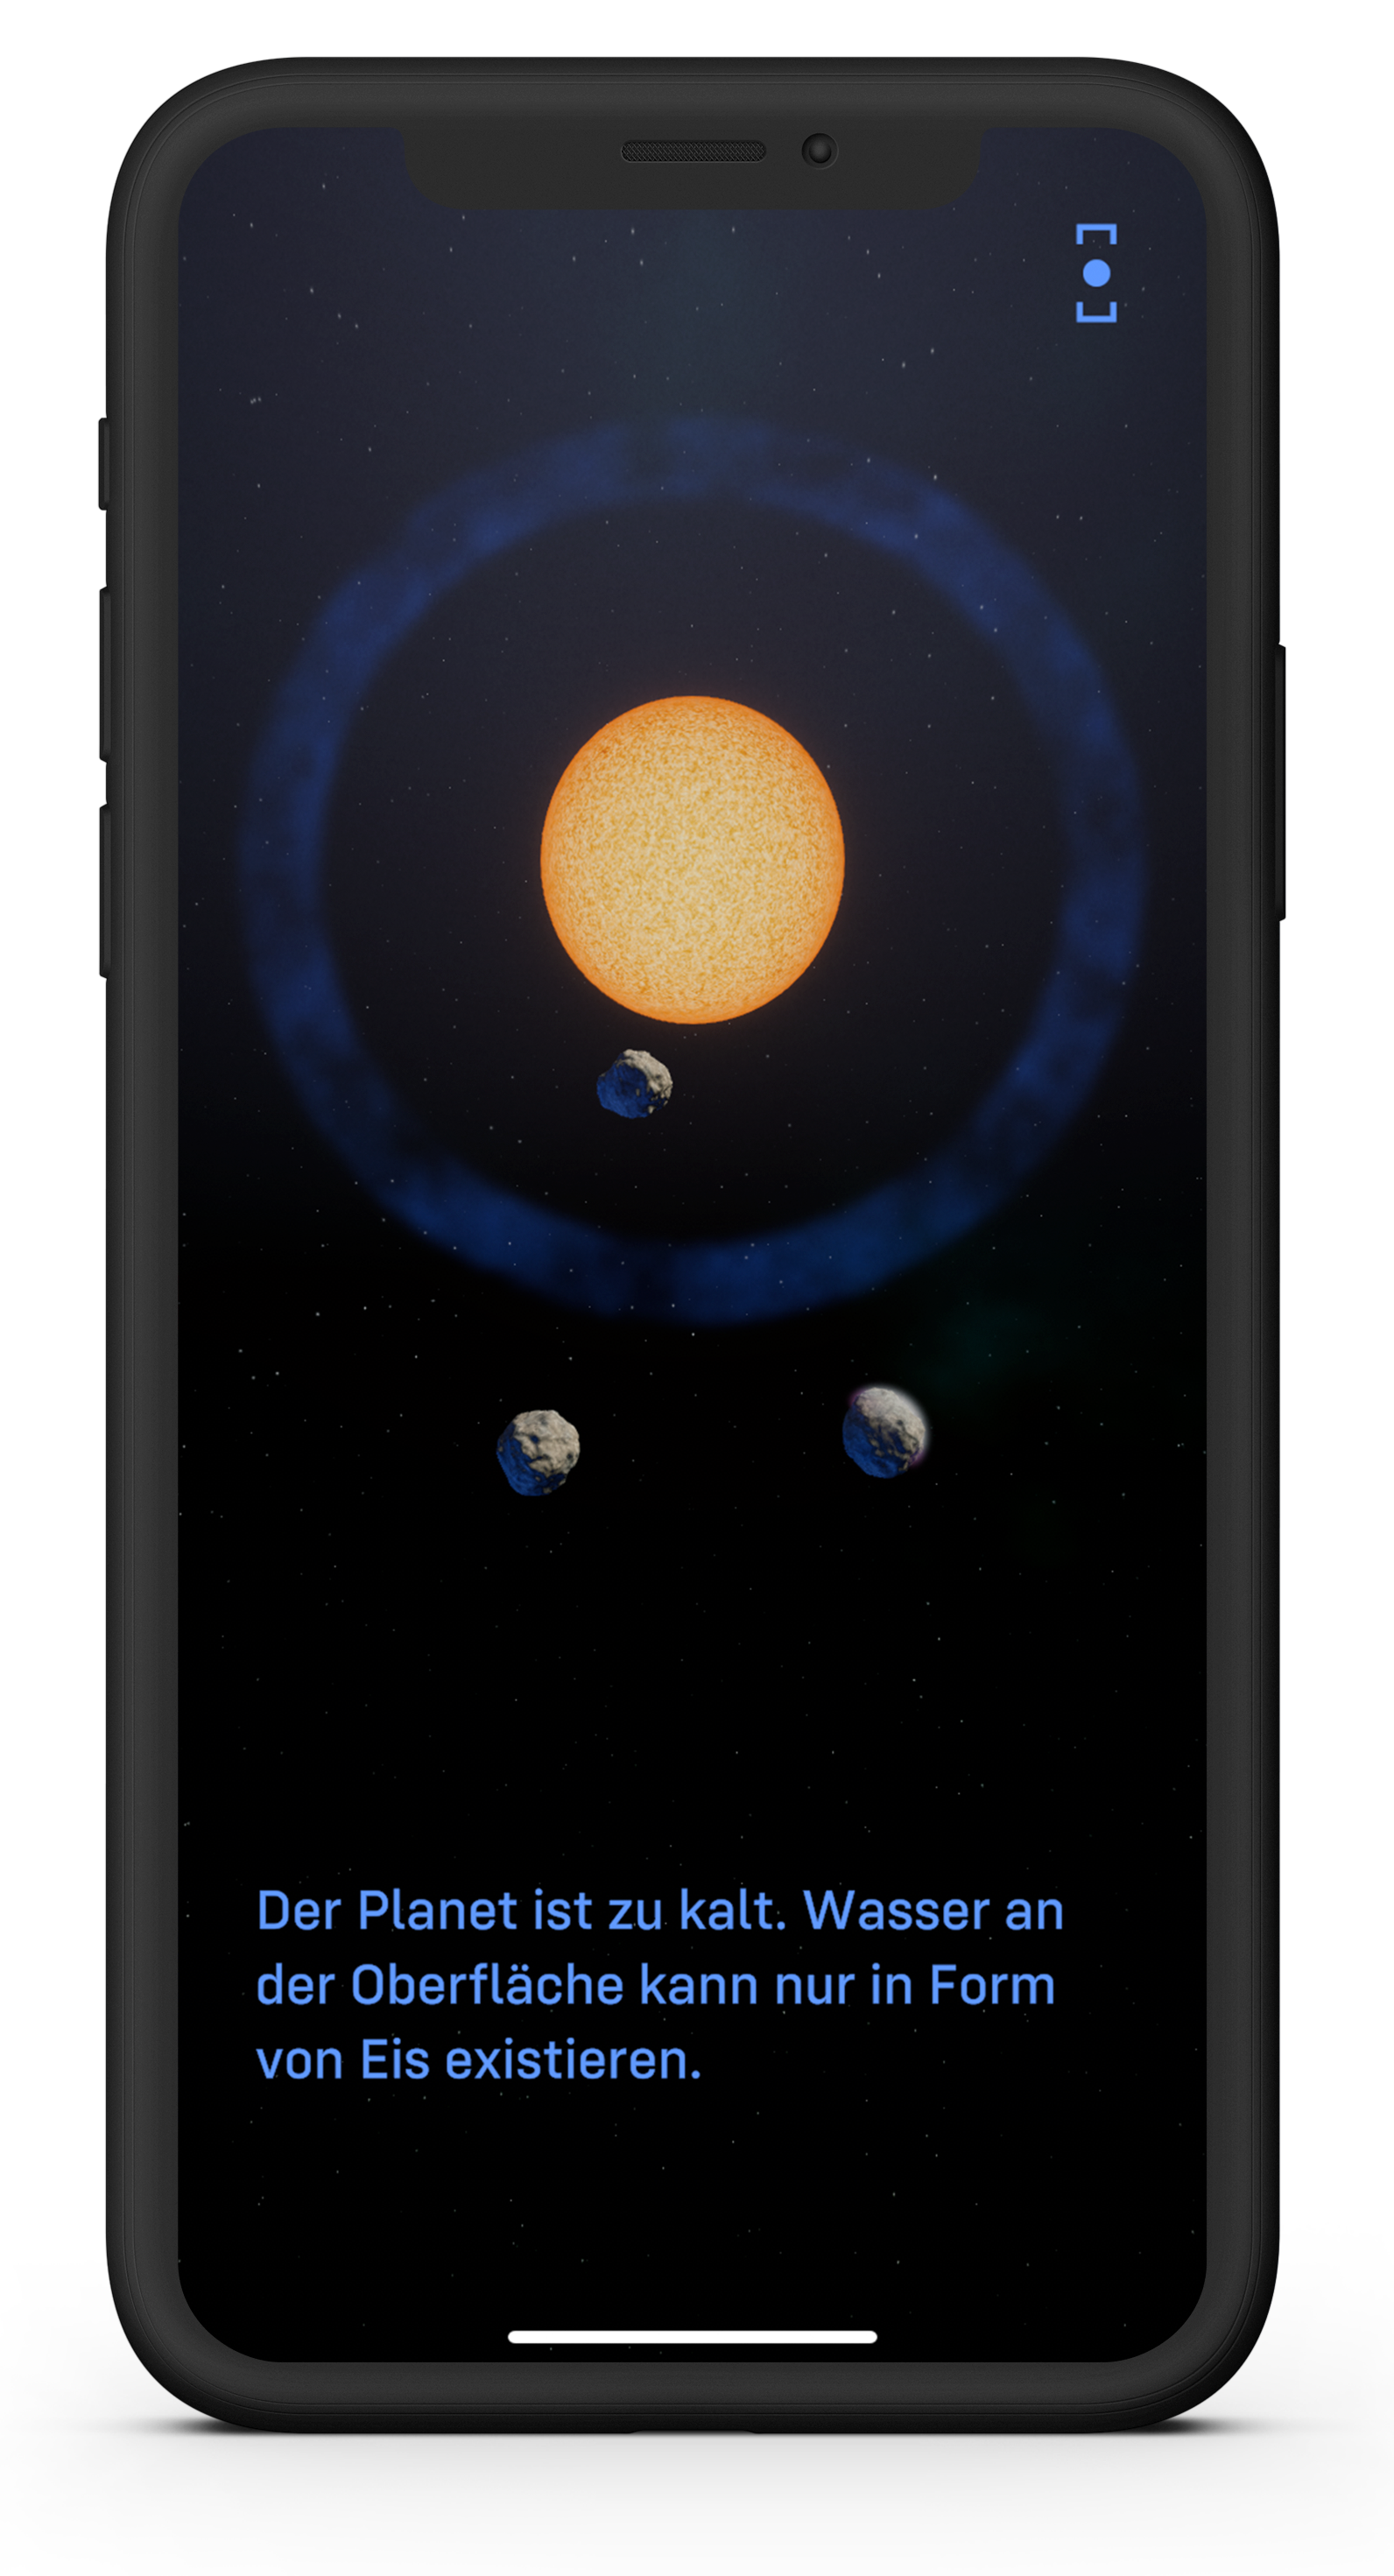 Der Planet ist zu kalt. Wasser an
der Oberfläche kann nur in Form
von Eis existieren.